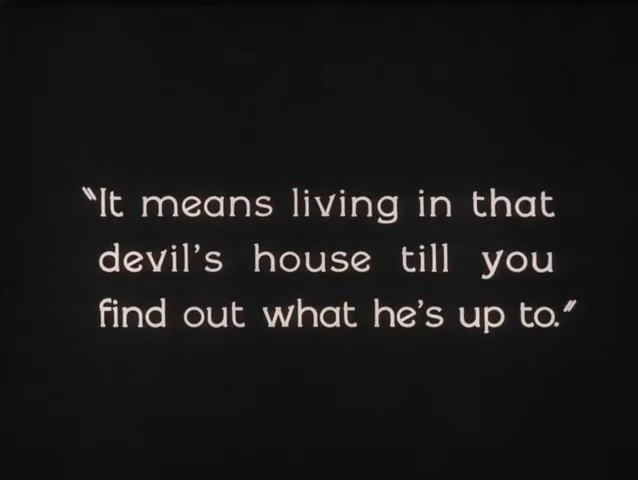 "It means living in that
devil's house till you
find out what he's up to."